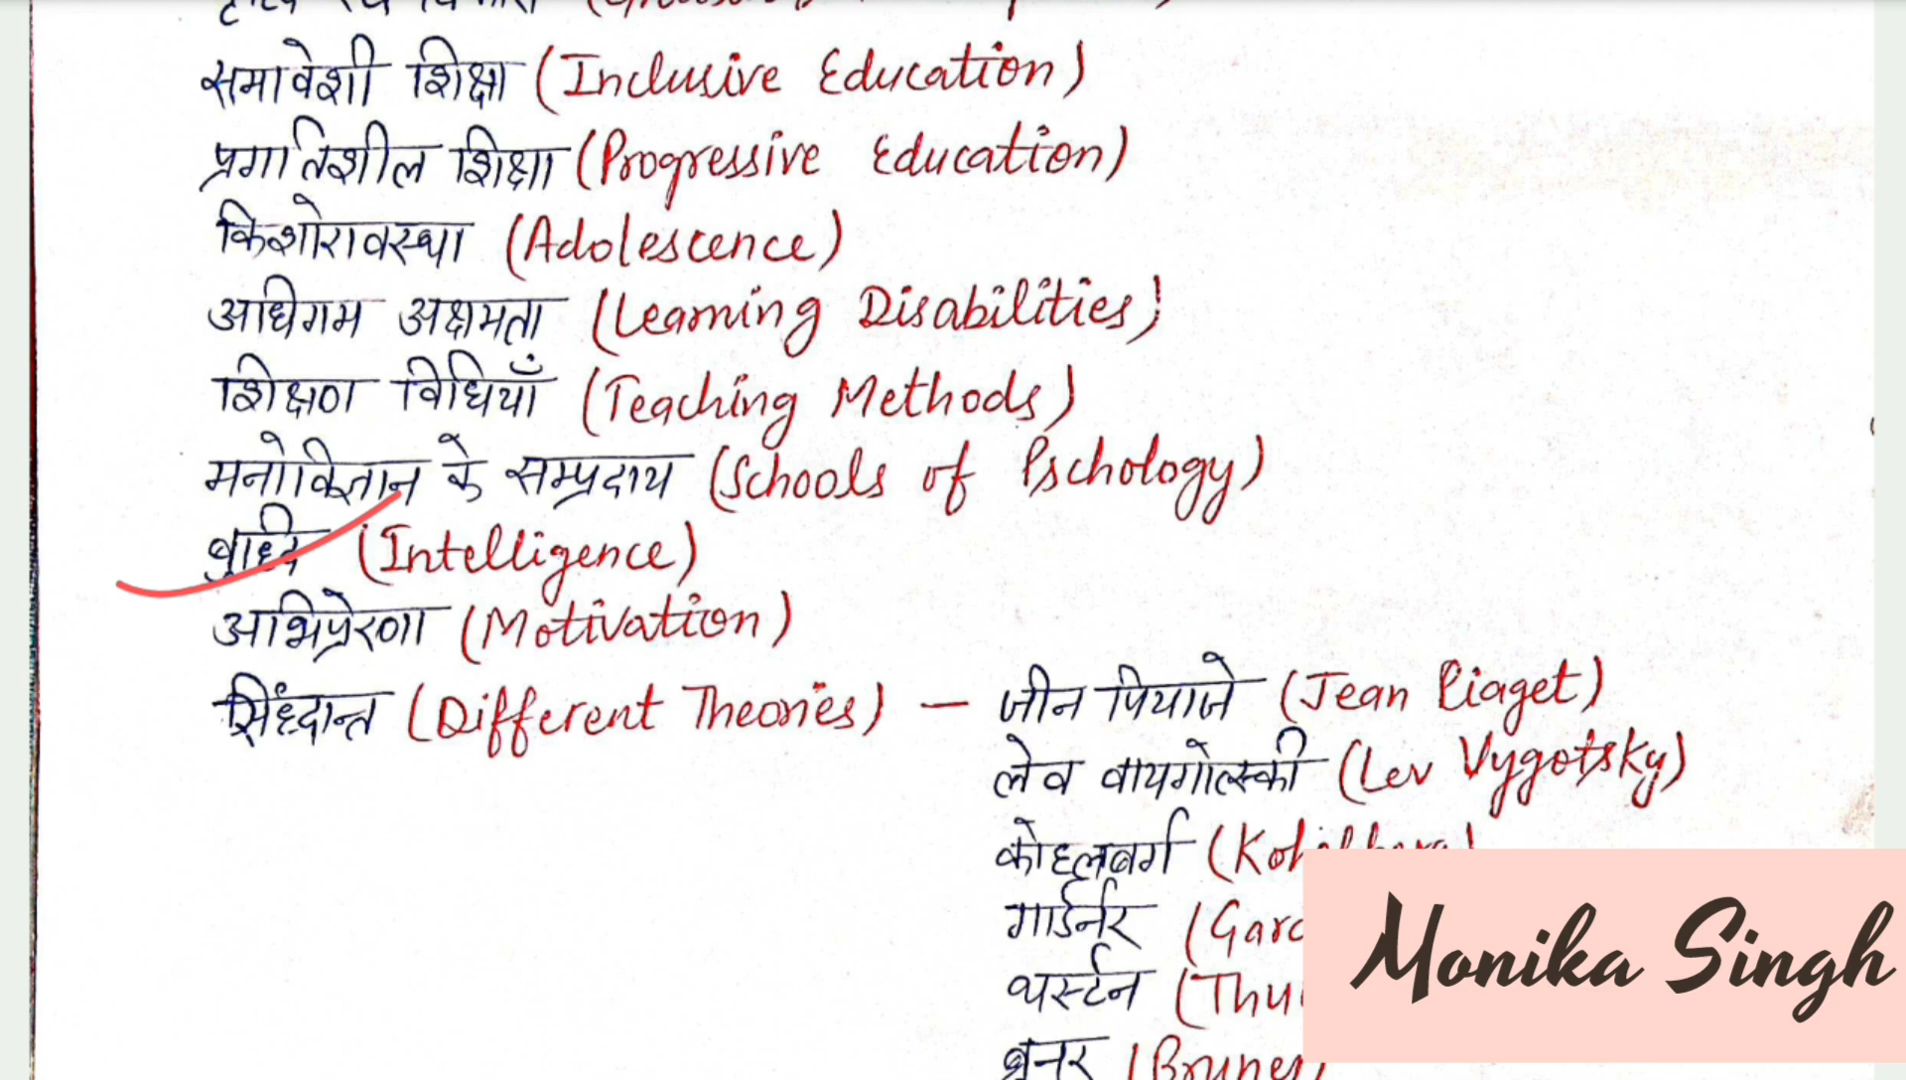 समावेशी शिक्षा (Inclusive Education)
प्रगतिशील शिक्षा (Progressive Education)
किशोरावस्था (Adolescence)
अधिगम अक्षमता (Learning Disabilities)
शिक्षण विधियाँ (Teaching Methods)
मनोविज्ञान के सम्प्रदाय (Schools of Pschology)
बुध्दि (Intelligence)
अभिप्रेरणा (Motivation)
सिध्दान्त (Different Theories) – जीन पियाजे (Jean Piaget)
लेव वायगोत्स्की (Lev Vygotsky)
कोहलबर्ग
गार्डनर
थर्स्टन
ब्रुनर (Bruner)
Monika Singh